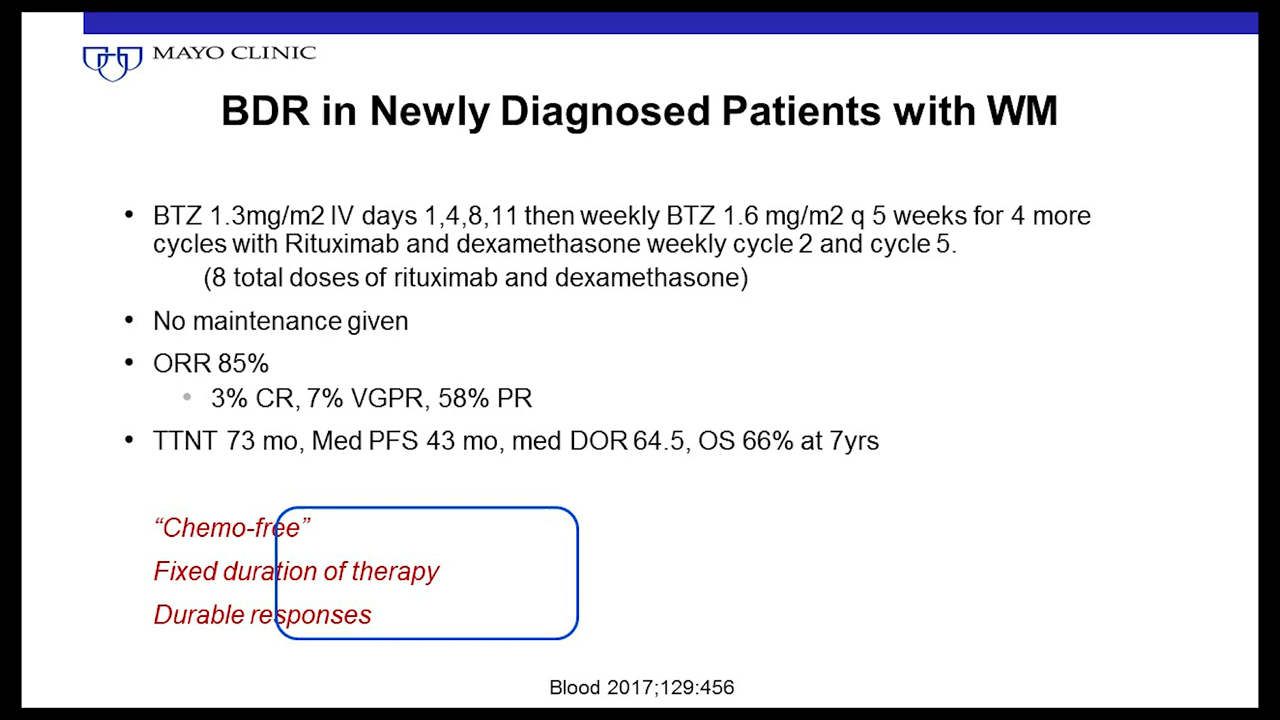 MAYO CLINIC
BDR in Newly Diagnosed Patients with WM
• BTZ 1.3mg/m2 IV days 1,4,8,11 then weekly BTZ 1.6 mg/m2 q 5 weeks for 4 more
cycles with Rituximab and dexamethasone weekly cycle 2 and cycle 5.
(8 total doses of rituximab and dexamethasone)
• No maintenance given
• ORR 85%
• 3% CR, 7% VGPR, 58% PR
• TTNT 73 mo, Med PFS 43 mo, med DOR 64.5, OS 66% at 7yrs
“Chemo-free”
Fixed duration of therapy
Durable responses
Blood 2017;129:456